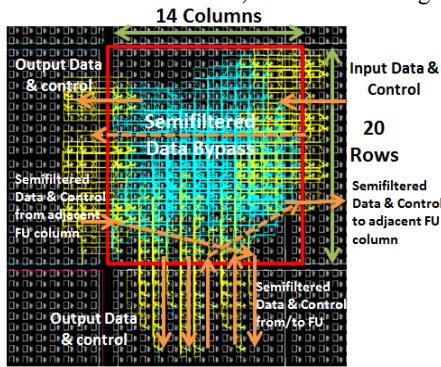 14 Columns
Output Data
& control
Input Data &
Control
Semifiltered
Data Bypass
20
Rows
Semifiltered
Data & Control
from adjacent
FU column
Semifiltered
Data & Control
to adjacent FU
column
Output Data
& control
Semifiltered
Data & Control
from/to FU